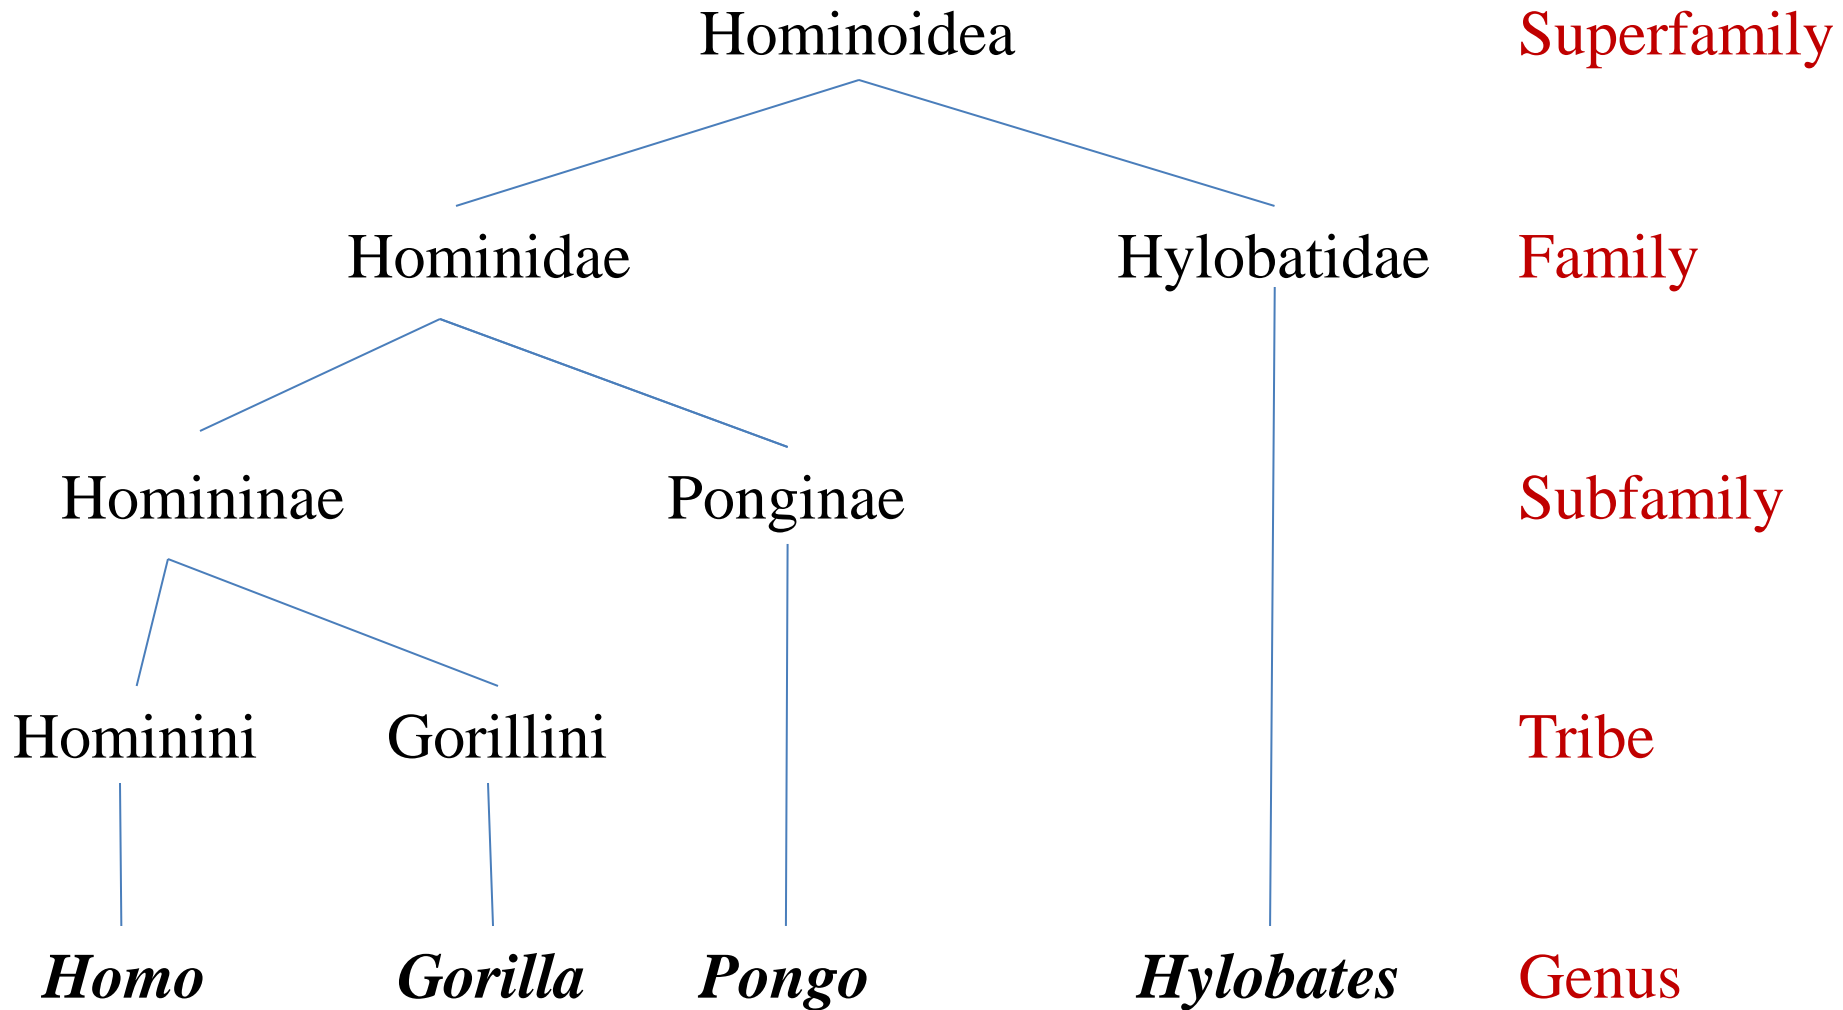 Hominoidea Superfamily
Hominidae Hylobatidae Family
Homininae Ponginae Subfamily
Hominini Gorillini Tribe
Homo Gorilla Pongo Hylobates Genus